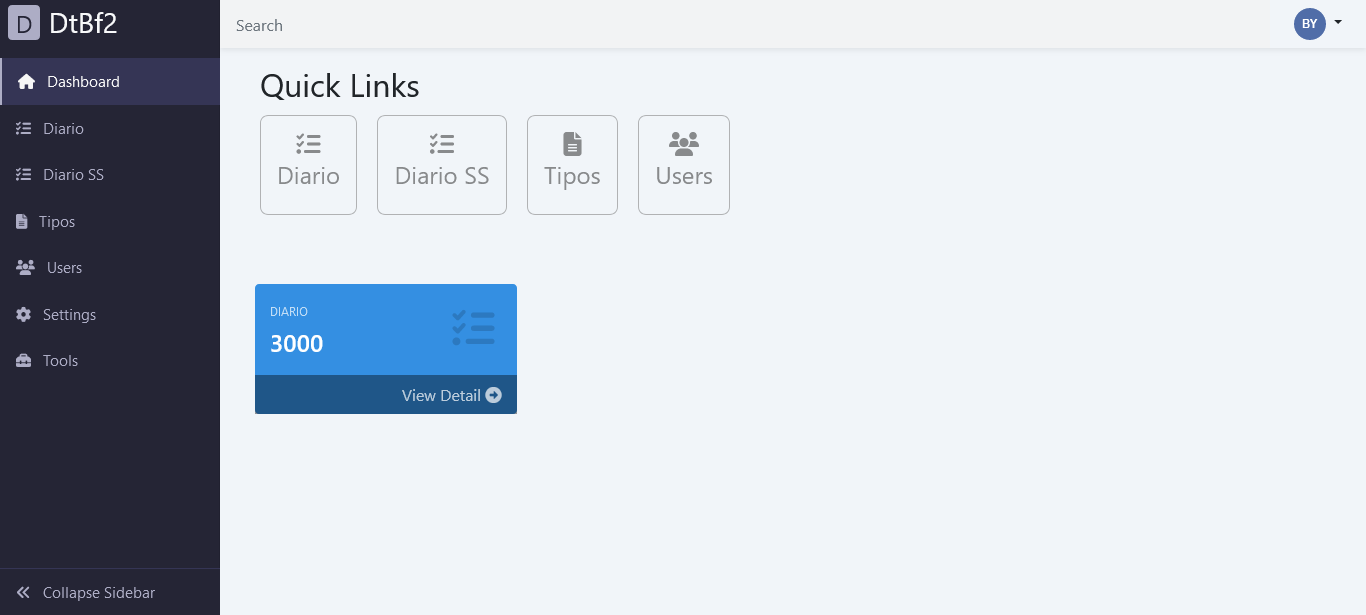 D DtBf2
Dashboard
Diario
Diario SS
Tipos
Users
Settings
Tools
Collapse Sidebar
Search
BY
Quick Links
Diario
Diario SS
Tipos
Users
DIARIO
3000
View Detail